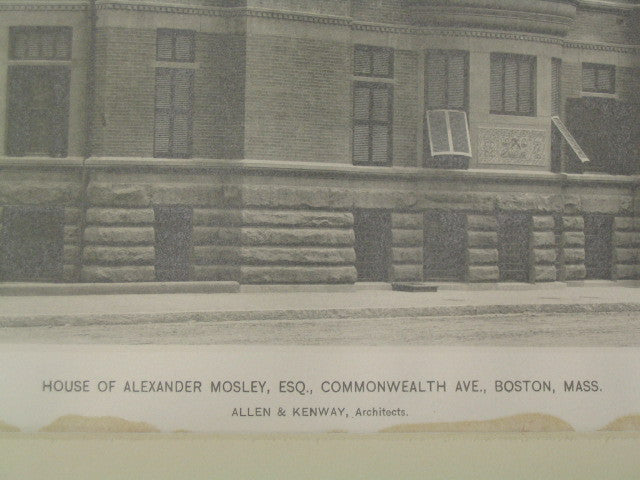 HOUSE OF ALEXANDER MOSLEY, ESQ., COMMONWEALTH AVE., BOSTON, MASS.
ALLEN & KENWAY, Architects.